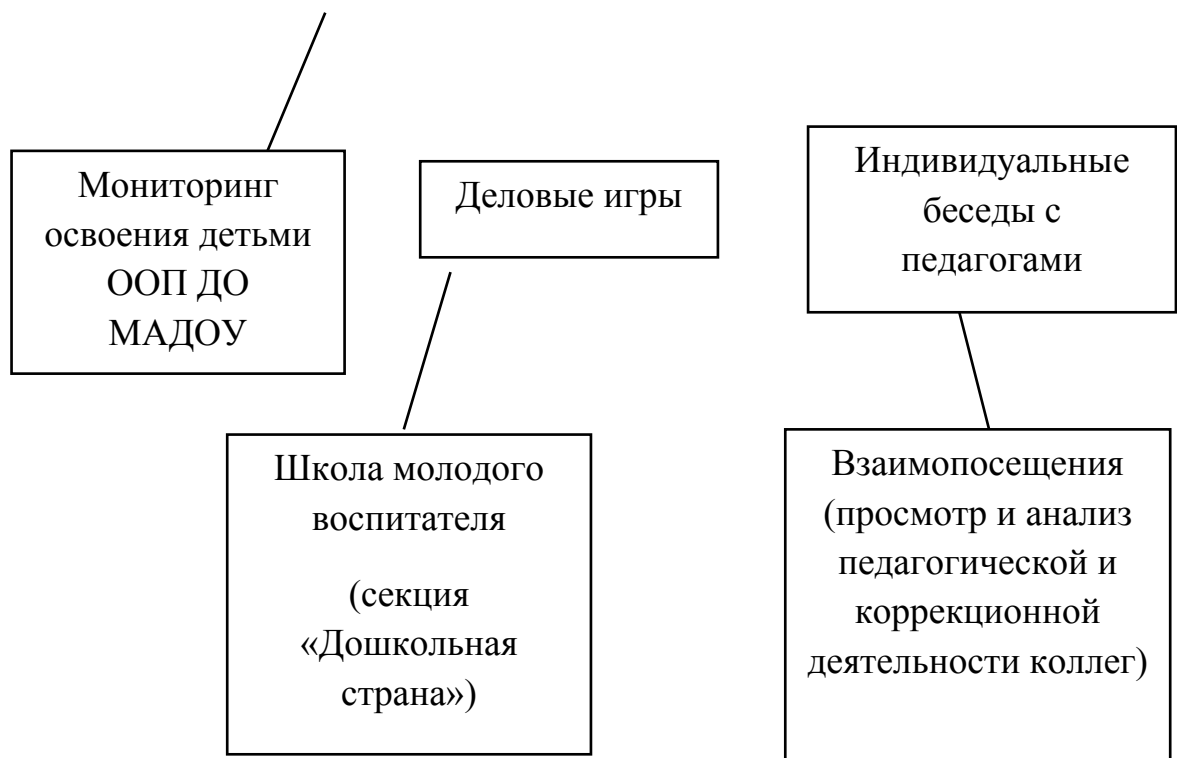 Мониторинг
освоения детьми
ООП ДО
МАДОУ
Деловые игры
Индивидуальные
беседы с
педагогами
Школа молодого
воспитателя
(секция
«Дошкольная
страна»)
Взаимопосещения
(просмотр и анализ
педагогической и
коррекционной
деятельности коллег)